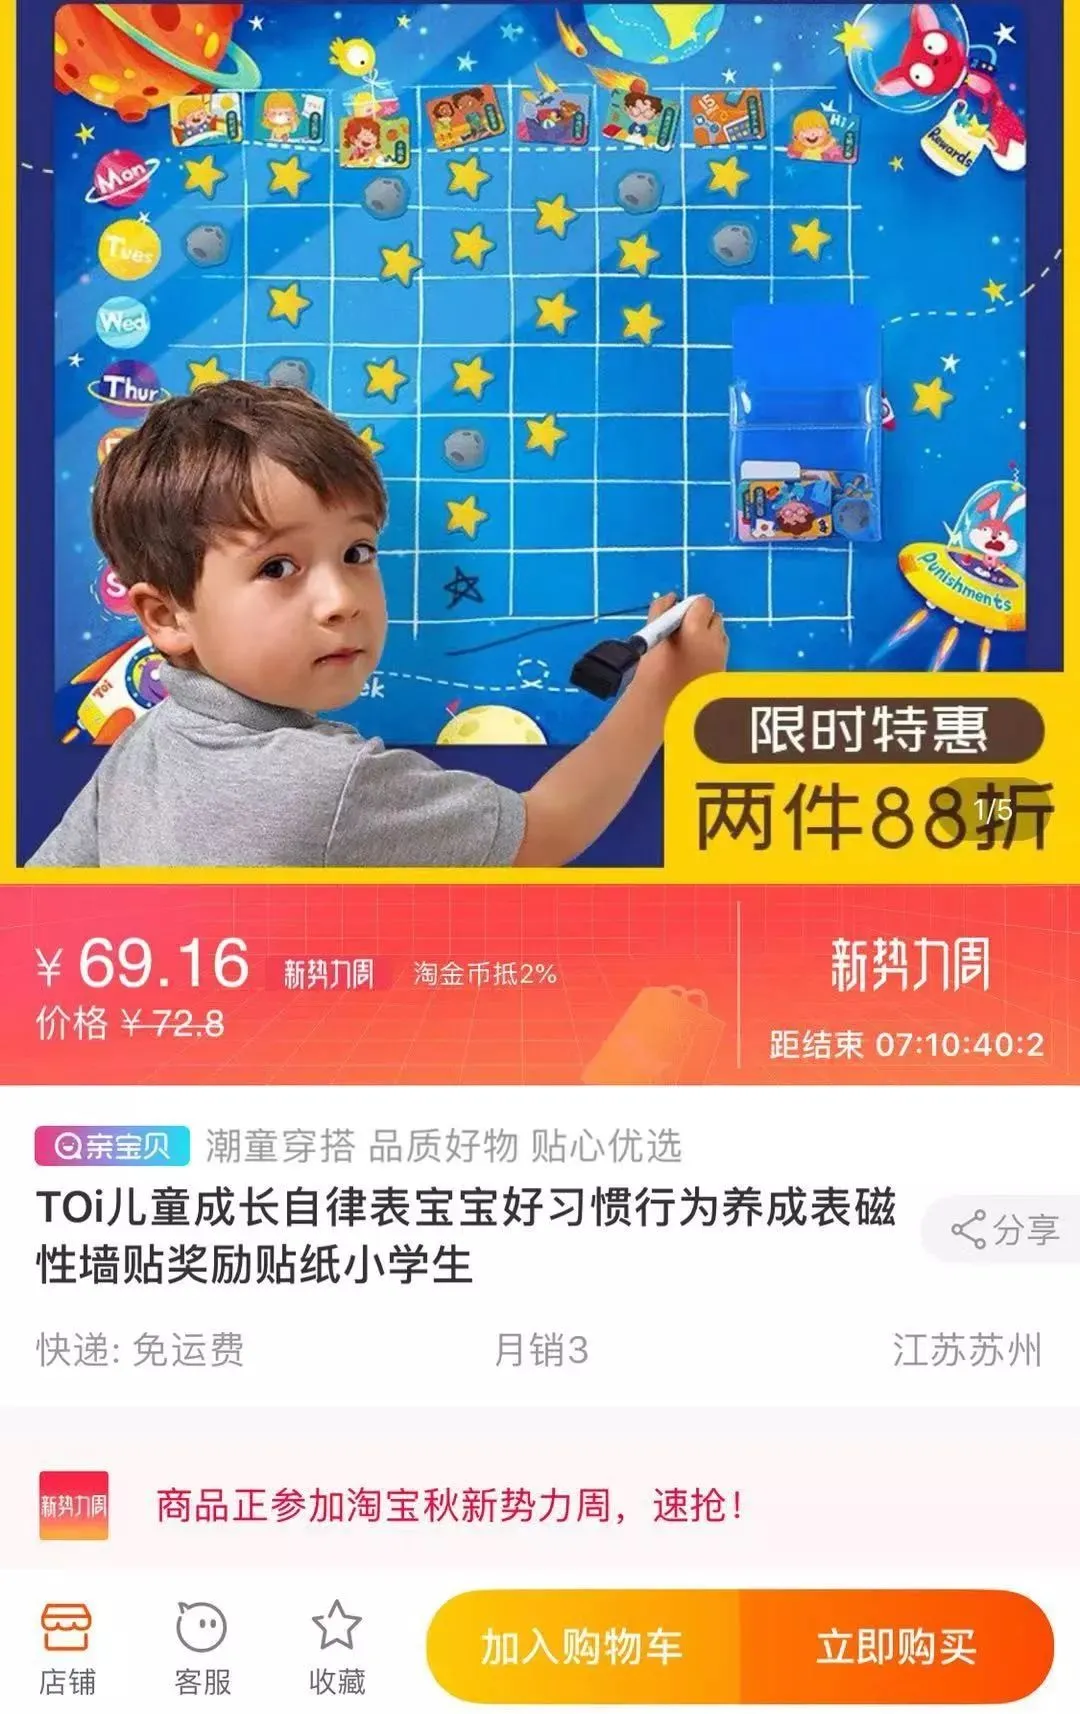 Rewards
Mon
Tues
Wed
Thur
Hi!
Punishments
Toi
限时特惠
两件88折
1/5
¥69.16 新势力周 淘金币抵2%
价格 ¥72.8
新势力周
距结束 07:10:40:2
亲宝贝 潮童穿搭 品质好物 贴心优选
TOi儿童成长自律表宝宝好习惯行为养成表磁
性墙贴奖励贴纸小学生
分享
快递: 免运费 月销3 江苏苏州
新势力周 商品正参加淘宝秋新势力周，速抢！
店铺 客服 收藏 加入购物车 立即购买